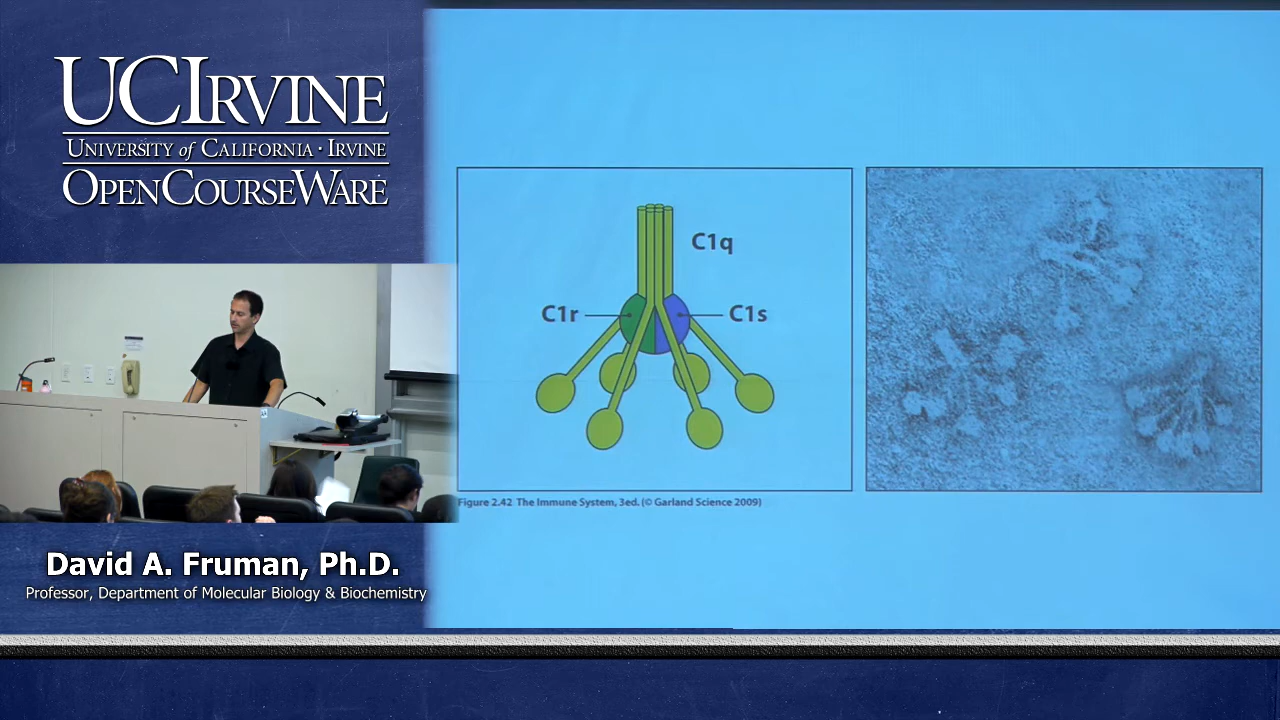 UCIRVINE
UNIVERSITY of CALIFORNIA · IRVINE
OPENCOURSEWARE
C1q
C1r
C1s
Figure 2.42 The Immune System, 3ed. (© Garland Science 2009)
David A. Fruman, Ph.D.
Professor, Department of Molecular Biology & Biochemistry